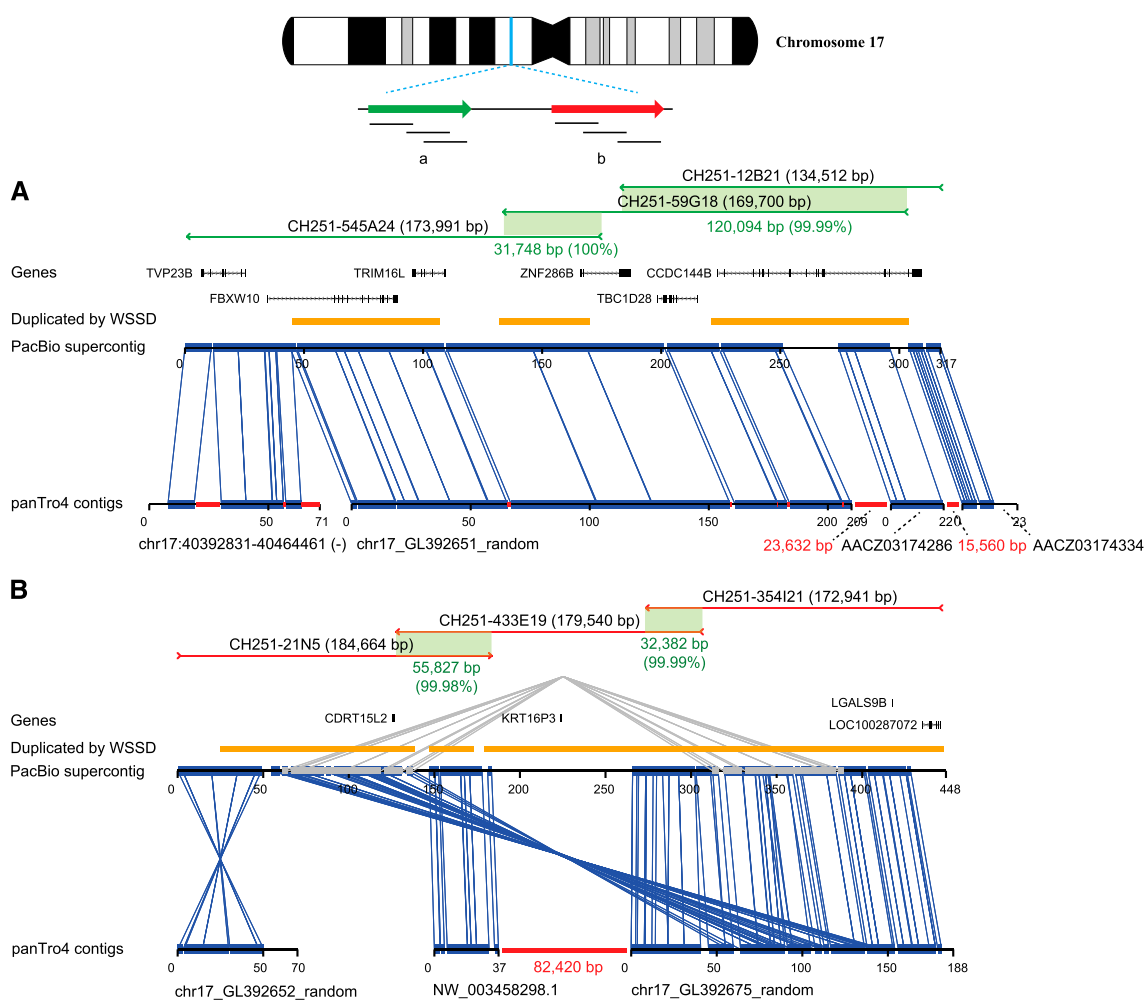 Chromosome 17
a
b
A
CH251-12B21 (134,512 bp)
CH251-59G18 (169,700 bp)
CH251-545A24 (173,991 bp)
120,094 bp (99.99%)
31,748 bp (100%)
Genes
TVP23B
TRIM16L
ZNF286B
CCDC144B
FBXW10
TBC1D28
Duplicated by WSSD
PacBio supercontig
0 50 100 150 200 250 300 317
panTro4 contigs
0 50 71 0 50 100 150 200 209 0 22 0 23
chr17:40392831-40464461 (-)
chr17_GL392651_random
23,632 bp
AACZ03174286
15,560 bp
AACZ03174334
B
CH251-354I21 (172,941 bp)
CH251-433E19 (179,540 bp)
CH251-21N5 (184,664 bp)
32,382 bp
(99.99%)
55,827 bp
(99.98%)
LGALS9B
Genes
CDRT15L2
KRT16P3
LOC100287072
Duplicated by WSSD
PacBio supercontig
0 50 100 150 200 250 300 350 400 448
panTro4 contigs
0 50 70 0 37 82,420 bp 0 50 100 150 188
chr17_GL392652_random
NW_003458298.1
chr17_GL392675_random